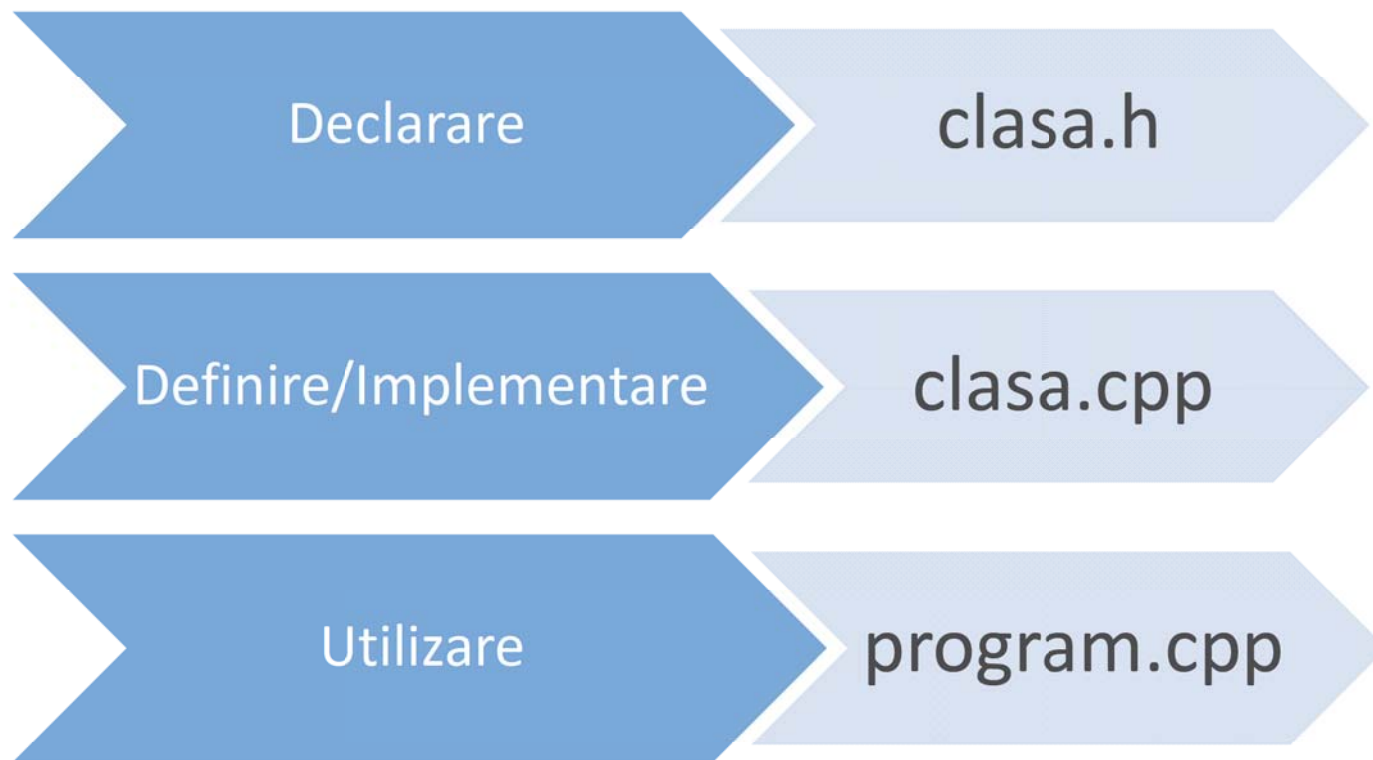 Declarare
clasa.h
Definire/Implementare
clasa.cpp
Utilizare
program.cpp